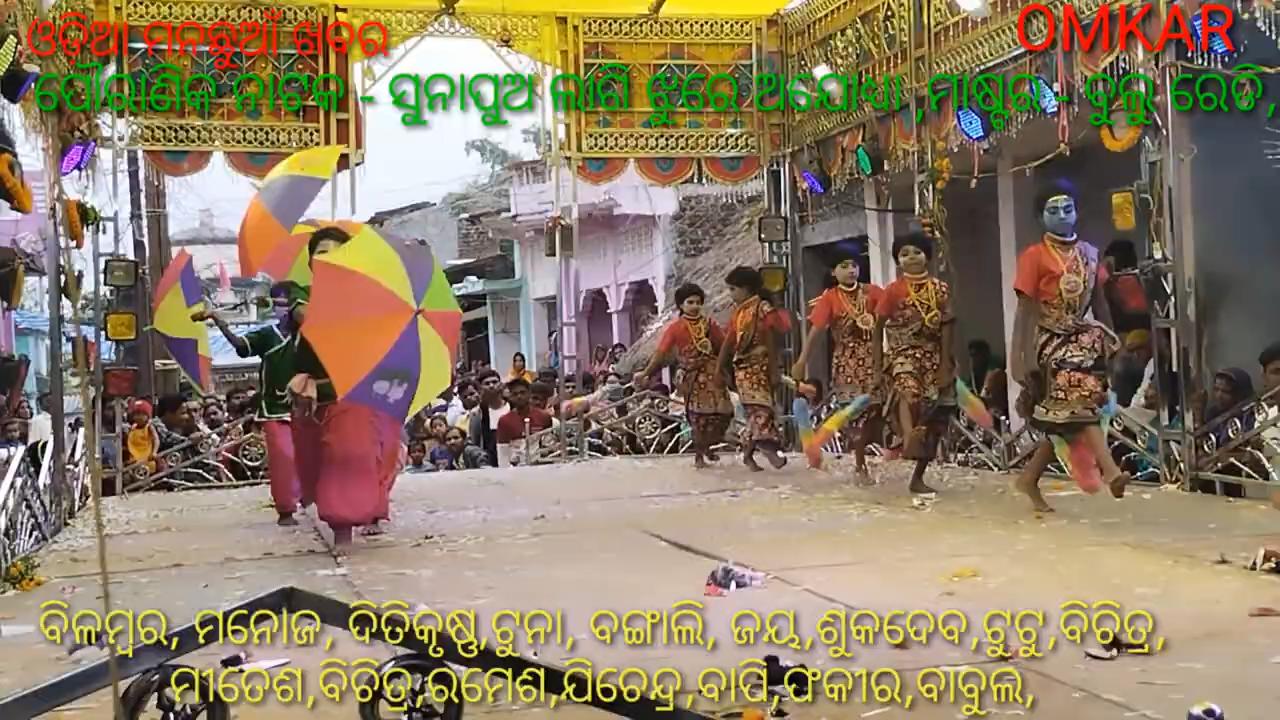 ଓଡ଼ିଆ ମନଛୁଆଁ ଖବର
OMKAR
ପୌରାଣିକ ନାଟକ - ସୁନାପୁଅ ଲାଗି ଝୁରେ ଅଯୋଧ୍ୟା ,ମାଷ୍ଟର - ବୁଲୁ ରେଡି,
ବିଳମ୍ବର, ମନୋଜ, ଦିତିକୃଷ୍ଣ,ଟୁନା, ବଙ୍ଗାଲି, ଜୟ,ଶୁକଦେବ,ଟୁଟୁ,ବିଚିତ୍ର,
ମୀତେଶ,ବିଚିତ୍ର,ରମେଶ,ଯିଚେନ୍ଦ୍ର,ବାପି,ଫକୀର,ବାବୁଲ,